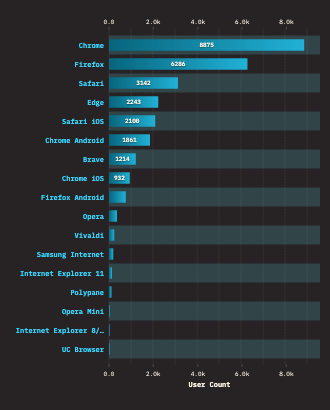 0.0 2.0k 4.0k 6.0k 8.0k
Chrome 8875
Firefox 6286
Safari 3142
Edge 2243
Safari iOS 2100
Chrome Android 1861
Brave 1214
Chrome iOS 932
Firefox Android
Opera
Vivaldi
Samsung Internet
Internet Explorer 11
Polypane
Opera Mini
Internet Explorer 8/…
UC Browser
0.0 2.0k 4.0k 6.0k 8.0k
User Count